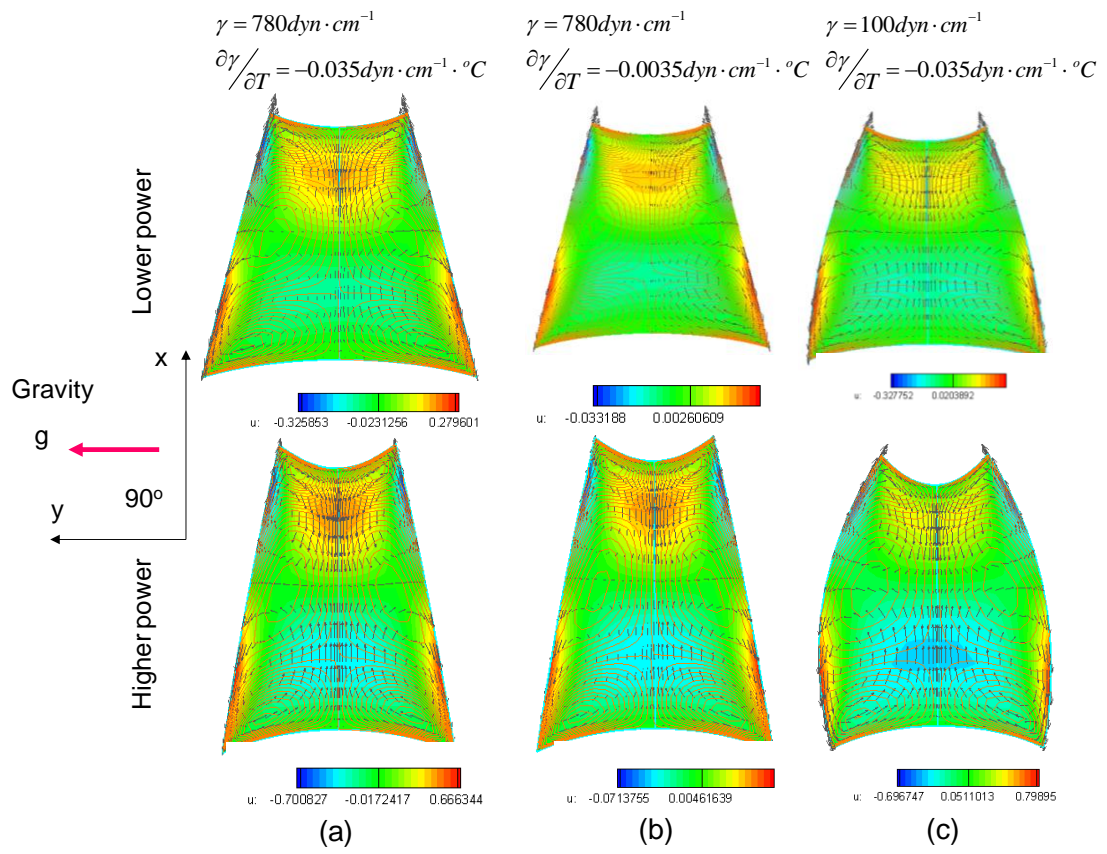 γ = 780dyn·cm⁻¹
∂γ/∂T = −0.035dyn·cm⁻¹·°C
γ = 780dyn·cm⁻¹
∂γ/∂T = −0.0035dyn·cm⁻¹·°C
γ = 100dyn·cm⁻¹
∂γ/∂T = −0.035dyn·cm⁻¹·°C
Lower power
x
Gravity
g
90º
y
Higher power
u: -0.325853 -0.0231256 0.279601
u: -0.033188 0.00260609
u: -0.327752 0.0203892
u: -0.700827 -0.0172417 0.666344
u: -0.0713755 0.00461639
u: -0.696747 0.0511013 0.79895
(a)
(b)
(c)